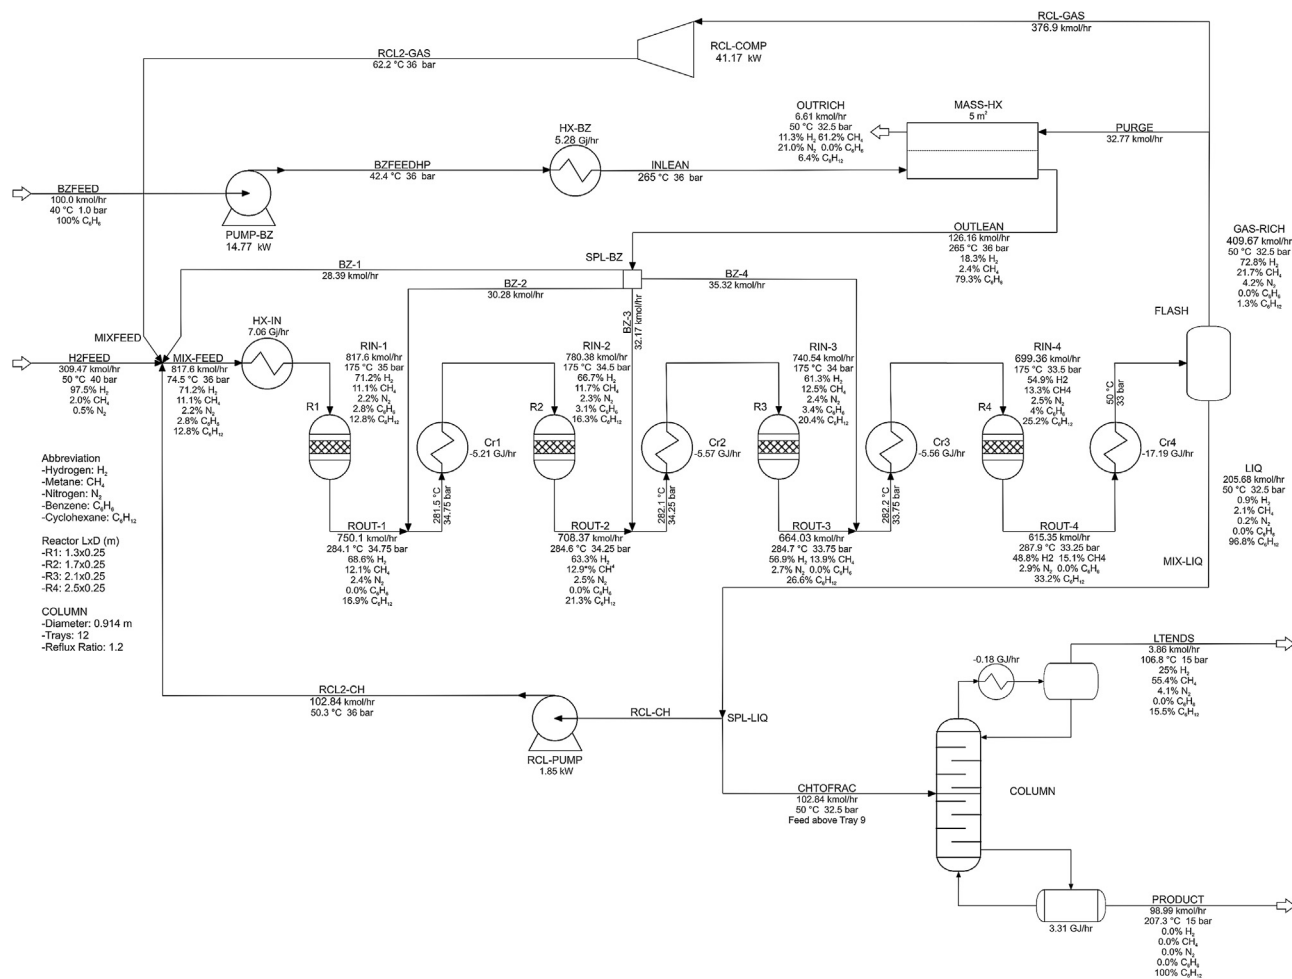 RCL-GAS
376.9 kmol/hr
RCL2-GAS
62.2 °C 36 bar
RCL-COMP
41.17 kW
OUTRICH
6.61 kmol/hr
50 °C 32.5 bar
11.3% H₂ 61.2% CH₄
21.0% N₂ 0.0% C₆H₆
6.4% C₆H₁₂
MASS-HX
5 m²
PURGE
32.77 kmol/hr
HX-BZ
5.28 Gj/hr
BZFEEDHP
42.4 °C 36 bar
INLEAN
265 °C 36 bar
BZFEED
100.0 kmol/hr
40 °C 1.0 bar
100% C₆H₆
PUMP-BZ
14.77 kW
OUTLEAN
126.16 kmol/hr
265 °C 36 bar
18.3% H₂
2.4% CH₄
79.3% C₆H₆
GAS-RICH
409.67 kmol/hr
50 °C 32.5 bar
72.8% H₂
21.7% CH₄
4.2% N₂
0.0% C₆H₆
1.3% C₆H₁₂
SPL-BZ
BZ-1
28.39 kmol/hr
BZ-2
30.28 kmol/hr
BZ-3
32.17 kmol/hr
BZ-4
35.32 kmol/hr
FLASH
MIXFEED
HX-IN
7.06 Gj/hr
H2FEED
309.47 kmol/hr
50 °C 40 bar
97.5% H₂
2.0% CH₄
0.5% N₂
MIX-FEED
817.6 kmol/hr
74.5 °C 36 bar
71.2% H₂
11.1% CH₄
2.2% N₂
2.8% C₆H₆
12.8% C₆H₁₂
RIN-1
817.6 kmol/hr
175 °C 35 bar
71.2% H₂
11.1% CH₄
2.2% N₂
2.8% C₆H₆
12.8% C₆H₁₂
R1
RIN-2
780.38 kmol/hr
175 °C 34.5 bar
66.7% H₂
11.7% CH₄
2.3% N₂
3.1% C₆H₆
16.3% C₆H₁₂
R2
RIN-3
740.54 kmol/hr
175 °C 34 bar
61.3% H₂
12.5% CH₄
2.4% N₂
3.4% C₆H₆
20.4% C₆H₁₂
R3
RIN-4
699.36 kmol/hr
175 °C 33.5 bar
54.9% H2
13.3% CH4
2.5% N₂
4% C₆H₆
25.2% C₆H₁₂
R4
50 °C
33 bar
Cr1
-5.21 GJ/hr
Cr2
-5.57 GJ/hr
Cr3
-5.56 GJ/hr
Cr4
-17.19 GJ/hr
281.5 °C
34.75 bar
282.1 °C
34.25 bar
282.2 °C
33.75 bar
ROUT-1
750.1 kmol/hr
284.1 °C 34.75 bar
68.6% H₂
12.1% CH₄
2.4% N₂
0.0% C₆H₆
16.9% C₆H₁₂
ROUT-2
708.37 kmol/hr
284.6 °C 34.25 bar
63.3% H₂
12.9°% CH⁴
2.5% N₂
0.0% C₆H₆
21.3% C₆H₁₂
ROUT-3
664.03 kmol/hr
284.7 °C 33.75 bar
56.9% H₂ 13.9% CH₄
2.7% N₂ 0.0% C₆H₆
26.6% C₆H₁₂
ROUT-4
615.35 kmol/hr
287.9 °C 33.25 bar
48.8% H2 15.1% CH4
2.9% N₂ 0.0% C₆H₆
33.2% C₆H₁₂
LIQ
205.68 kmol/hr
50 °C 32.5 bar
0.9% H₂
2.1% CH₄
0.2% N₂
0.0% C₆H₆
96.8% C₆H₁₂
MIX-LIQ
Abbreviation
-Hydrogen: H₂
-Metane: CH₄
-Nitrogen: N₂
-Benzene: C₆H₆
-Cyclohexane: C₆H₁₂
Reactor LxD (m)
-R1: 1.3x0.25
-R2: 1.7x0.25
-R3: 2.1x0.25
-R4: 2.5x0.25
COLUMN
-Diameter: 0.914 m
-Trays: 12
-Reflux Ratio: 1.2
RCL2-CH
102.84 kmol/hr
50.3 °C 36 bar
RCL-PUMP
1.85 kW
RCL-CH
SPL-LIQ
CHTOFRAC
102.84 kmol/hr
50 °C 32.5 bar
Feed above Tray 9
-0.18 GJ/hr
LTENDS
3.86 kmol/hr
106.8 °C 15 bar
25% H₂
55.4% CH₄
4.1% N₂
0.0% C₆H₆
15.5% C₆H₁₂
COLUMN
3.31 GJ/hr
PRODUCT
98.99 kmol/hr
207.3 °C 15 bar
0.0% H₂
0.0% CH₄
0.0% N₂
0.0% C₆H₆
100% C₆H₁₂